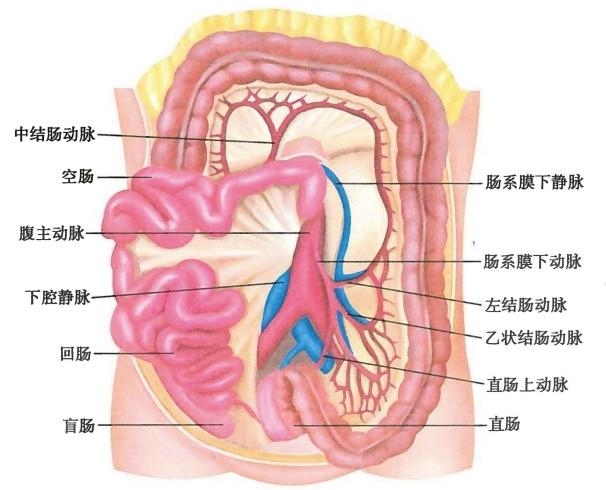 中结肠动脉
空肠
腹主动脉
下腔静脉
回肠
盲肠
肠系膜下静脉
肠系膜下动脉
左结肠动脉
乙状结肠动脉
直肠上动脉
直肠